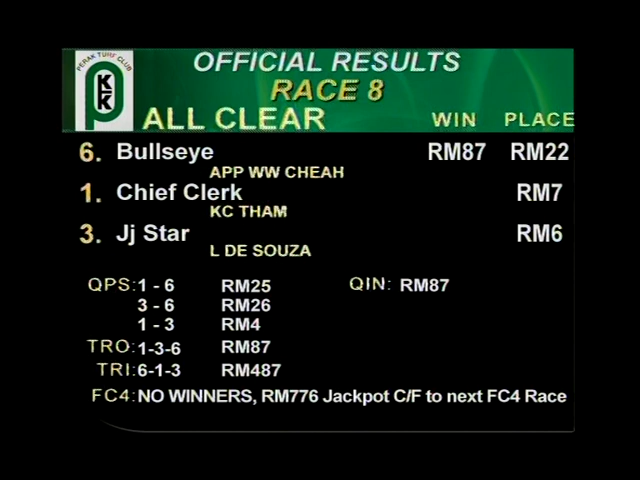 PERAK TURF CLUB
OFFICIAL RESULTS
RACE 8
ALL CLEAR WIN PLACE
6. Bullseye RM87 RM22
APP WW CHEAH
1. Chief Clerk RM7
KC THAM
3. Jj Star RM6
L DE SOUZA
QPS: 1 - 6 RM25 QIN: RM87
3 - 6 RM26
1 - 3 RM4
TRO: 1-3-6 RM87
TRI: 6-1-3 RM487
FC4: NO WINNERS, RM776 Jackpot C/F to next FC4 Race